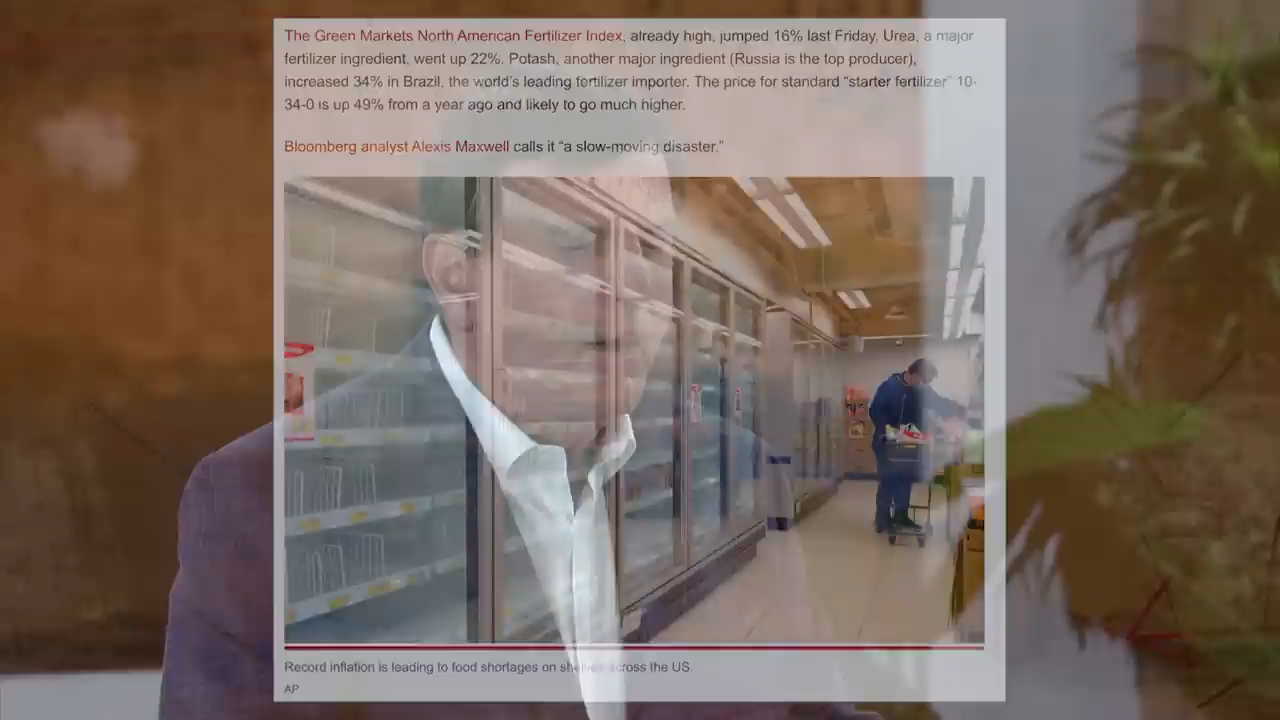 The Green Markets North American Fertilizer Index, already high, jumped 16% last Friday. Urea, a major
fertilizer ingredient, went up 22%. Potash, another major ingredient (Russia is the top producer),
increased 34% in Brazil, the world's leading fertilizer importer. The price for standard “starter fertilizer” 10-
34-0 is up 49% from a year ago and likely to go much higher.
Bloomberg analyst Alexis Maxwell calls it “a slow-moving disaster.”
Record inflation is leading to food shortages on shelves across the US.
AP